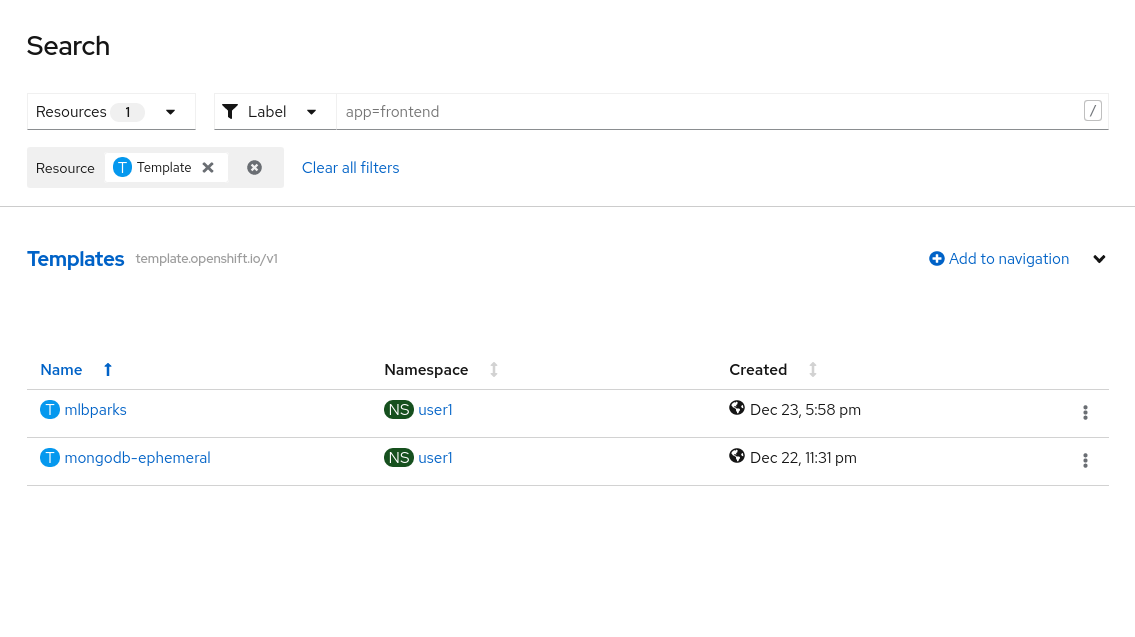 Search
Resources 1 Label app=frontend /
Resource T Template Clear all filters
Templates template.openshift.io/v1 Add to navigation
Name Namespace Created
T mlbparks NS user1 Dec 23, 5:58 pm
T mongodb-ephemeral NS user1 Dec 22, 11:31 pm